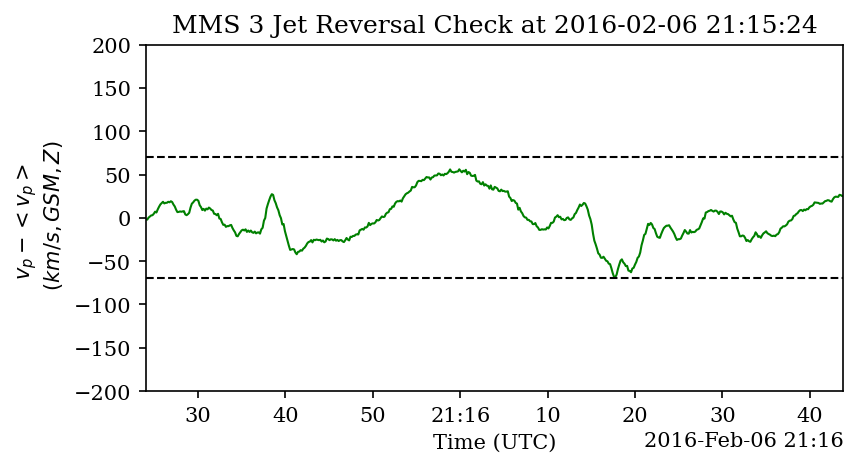 MMS 3 Jet Reversal Check at 2016-02-06 21:15:24
200
150
100
50
0
−50
−100
−150
−200
v_p − < v_p >
(km/s, GSM, Z)
30 40 50 21:16 10 20 30 40
Time (UTC)
2016-Feb-06 21:16